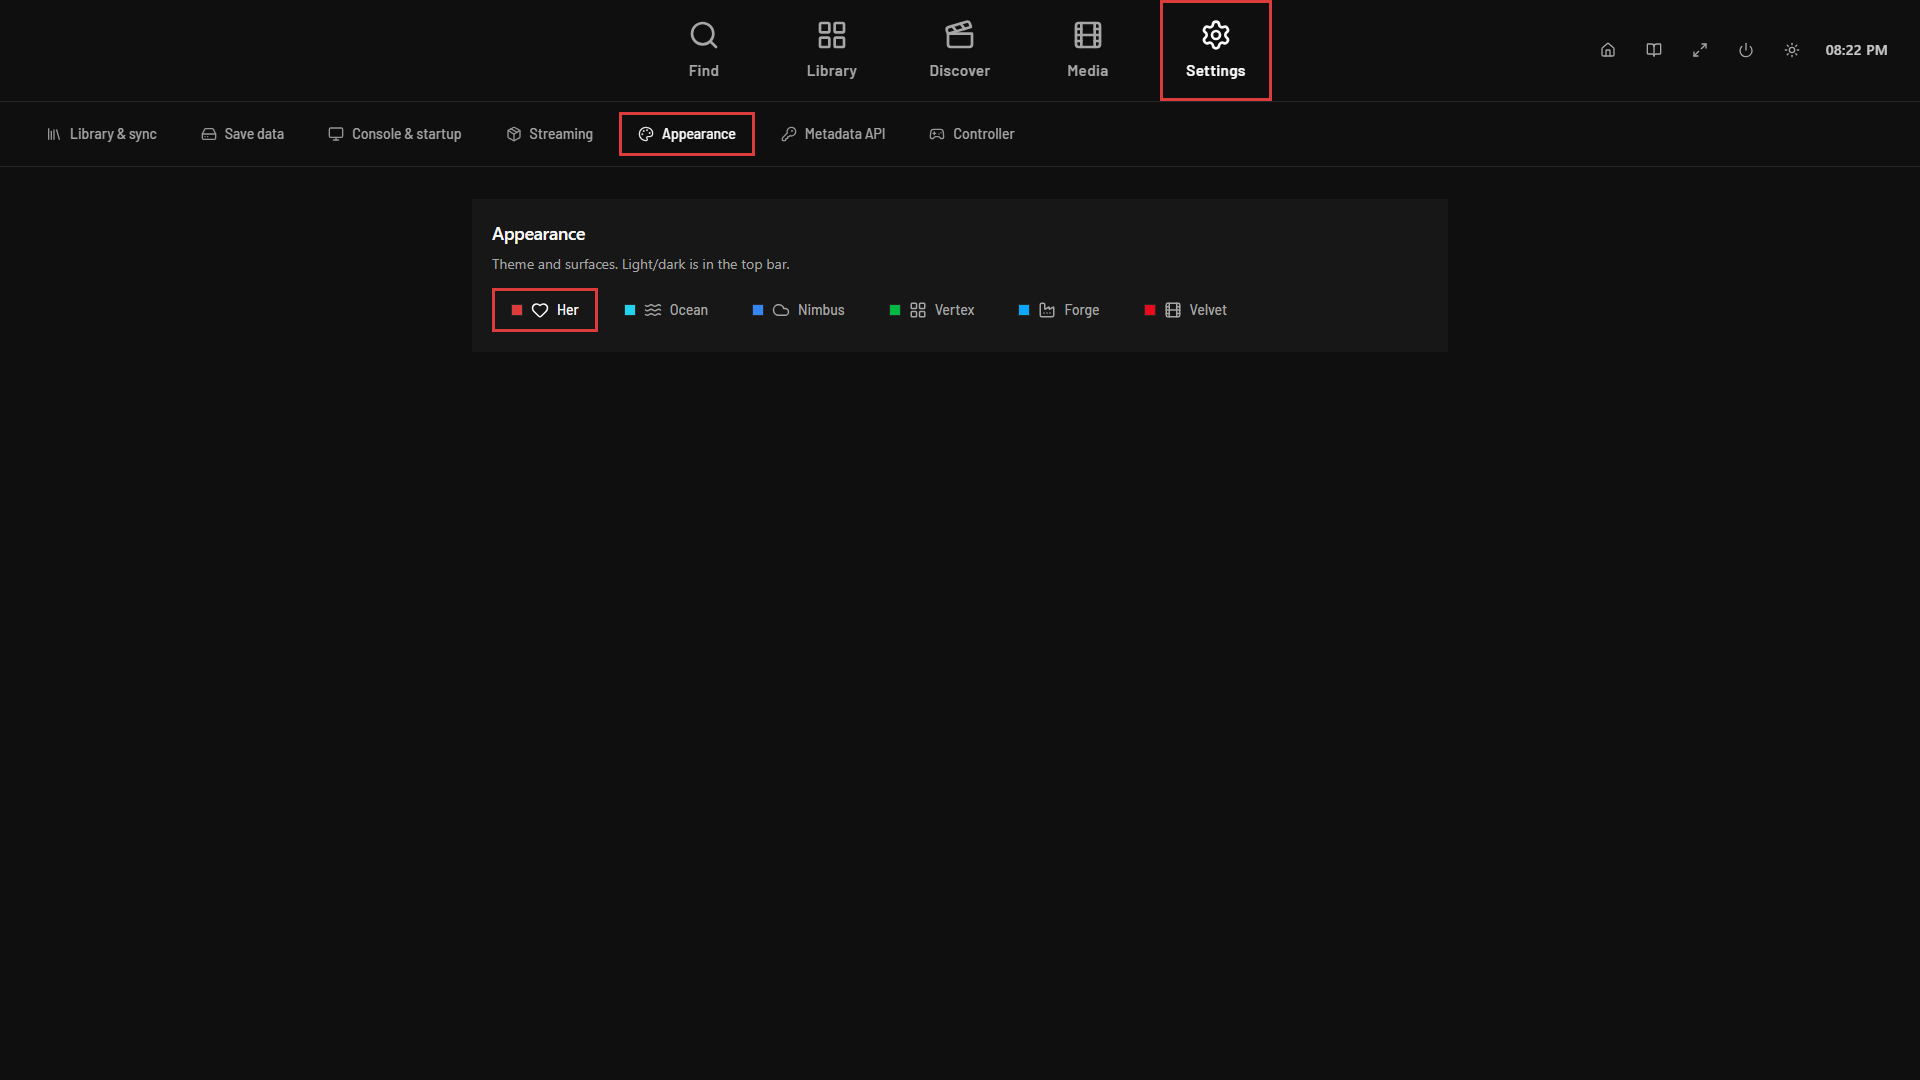 Find
Library
Discover
Media
Settings
08:22 PM
Library & sync
Save data
Console & startup
Streaming
Appearance
Metadata API
Controller
Appearance
Theme and surfaces. Light/dark is in the top bar.
Her
Ocean
Nimbus
Vertex
Forge
Velvet